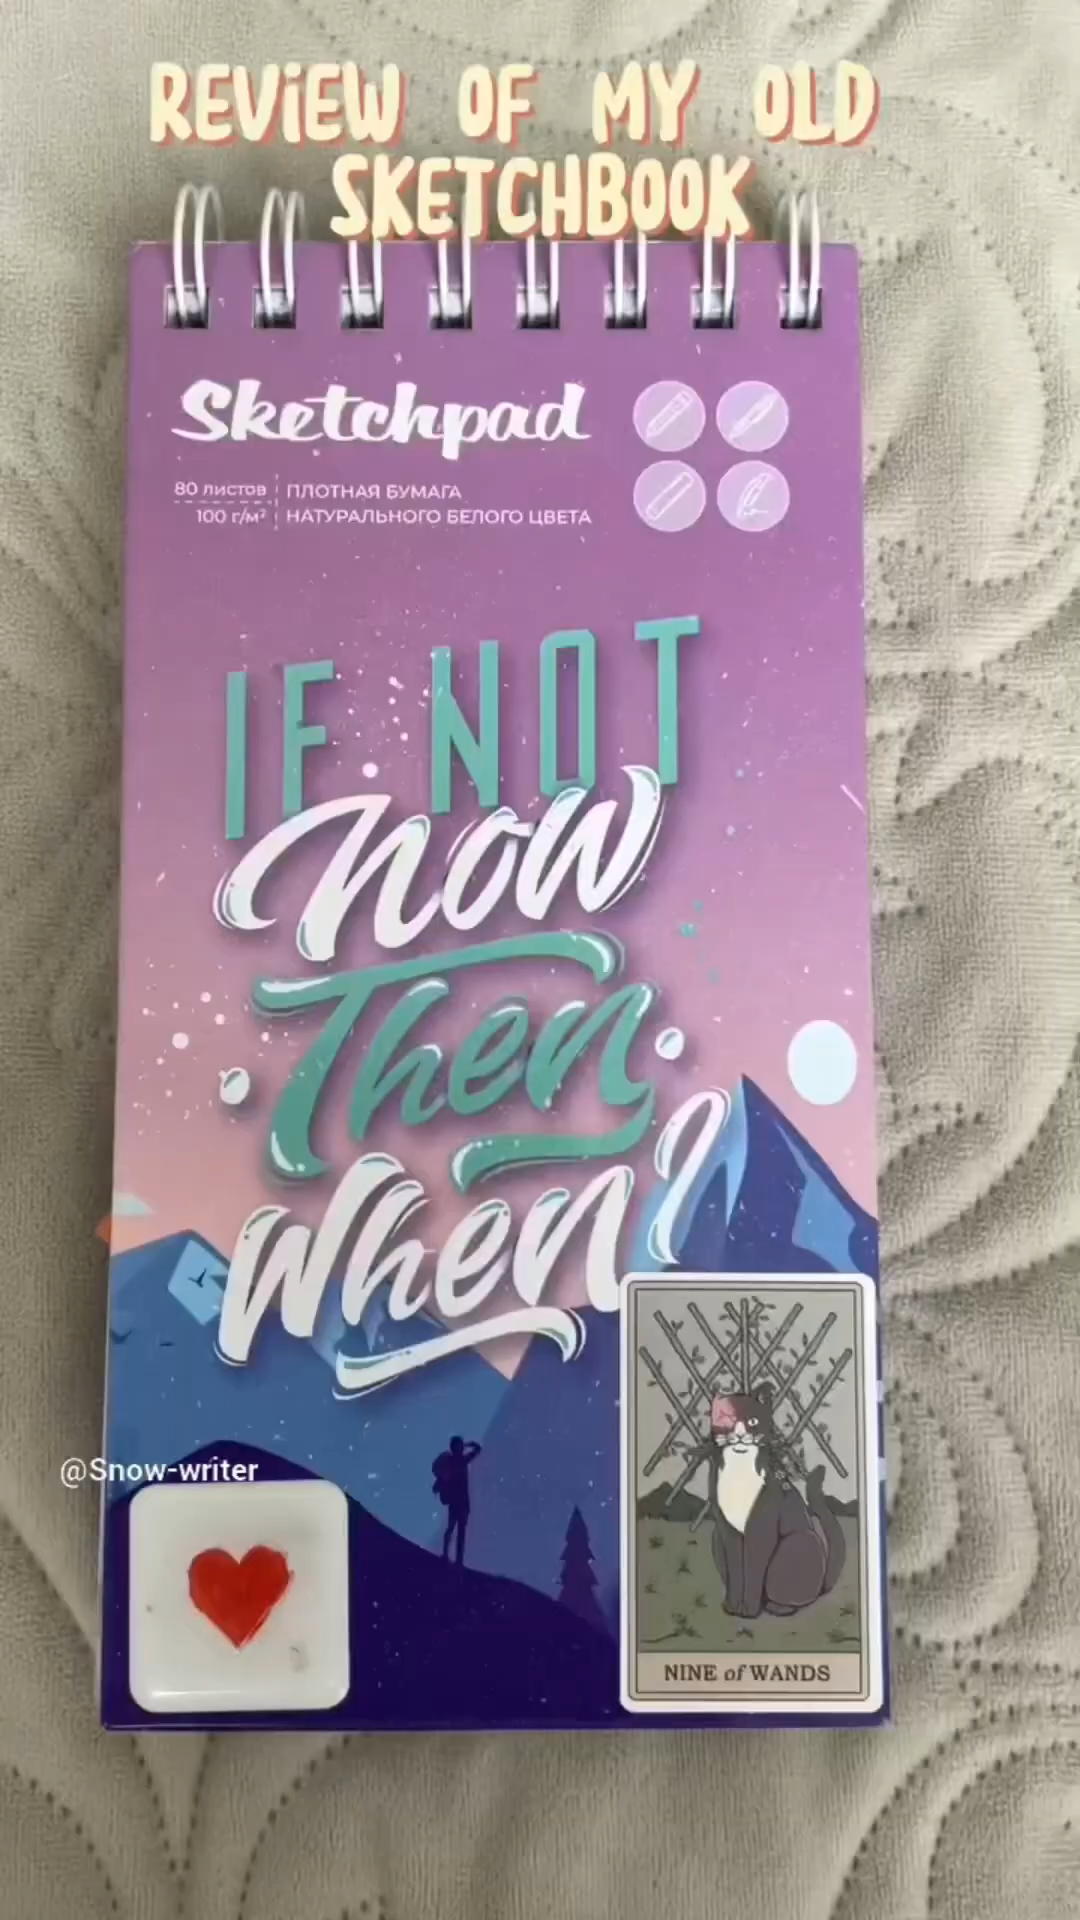 REVIEW OF MY OLD
SKETCHBOOK
Sketchpad
80 листов
ПЛОТНАЯ БУМАГА
100 г/м²
НАТУРАЛЬНОГО БЕЛОГО ЦВЕТА
IF NOT
Now
Then
When?
@Snow-writer
NINE of WANDS